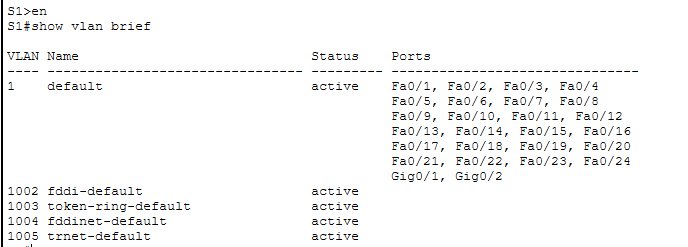 S1>en
S1#show vlan brief
VLAN Name                             Status    Ports
---- -------------------------------- --------- -------------------------------
1    default                          active    Fa0/1, Fa0/2, Fa0/3, Fa0/4
                                                Fa0/5, Fa0/6, Fa0/7, Fa0/8
                                                Fa0/9, Fa0/10, Fa0/11, Fa0/12
                                                Fa0/13, Fa0/14, Fa0/15, Fa0/16
                                                Fa0/17, Fa0/18, Fa0/19, Fa0/20
                                                Fa0/21, Fa0/22, Fa0/23, Fa0/24
                                                Gig0/1, Gig0/2
1002 fddi-default                     active
1003 token-ring-default               active
1004 fddinet-default                  active
1005 trnet-default                    active